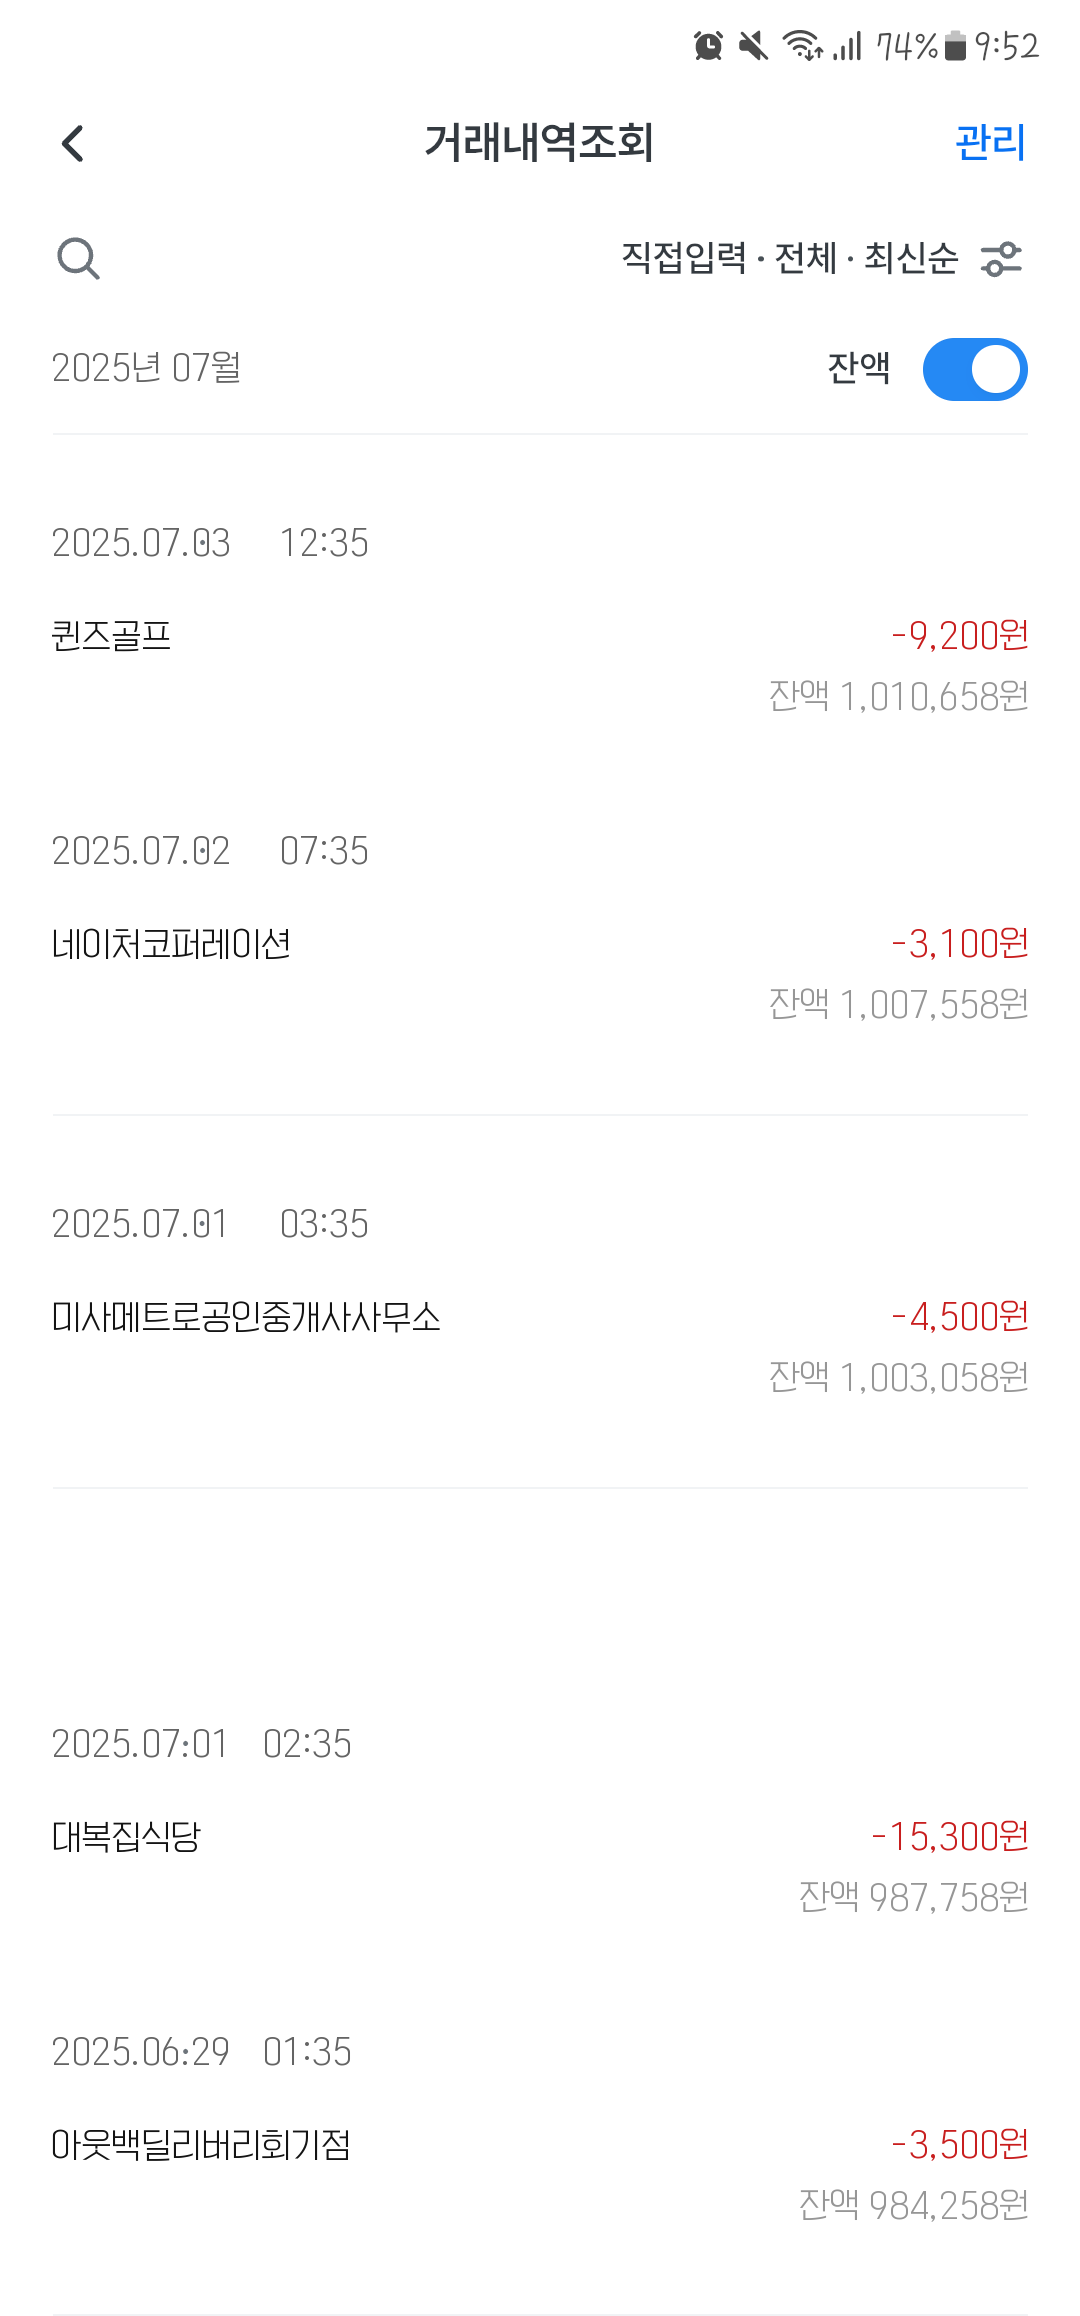 74% 9:52
거래내역조회 관리
직접입력 · 전체 · 최신순
2025년 07월 잔액
2025.07.03 12:35
퀸즈골프 -9,200원
잔액 1,010,658원
2025.07.02 07:35
네이처코퍼레이션 -3,100원
잔액 1,007,558원
2025.07.01 03:35
미사메트로공인중개사사무소 -4,500원
잔액 1,003,058원
2025.07:01 02:35
대복집식당 -15,300원
잔액 987,758원
2025.06:29 01:35
아웃백딜리버리회기점 -3,500원
잔액 984,258원